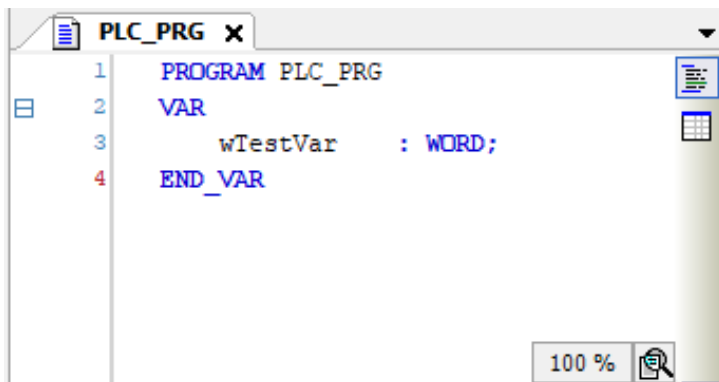 PLC_PRG
1 PROGRAM PLC_PRG
2 VAR
3 wTestVar : WORD;
4 END_VAR
100 %